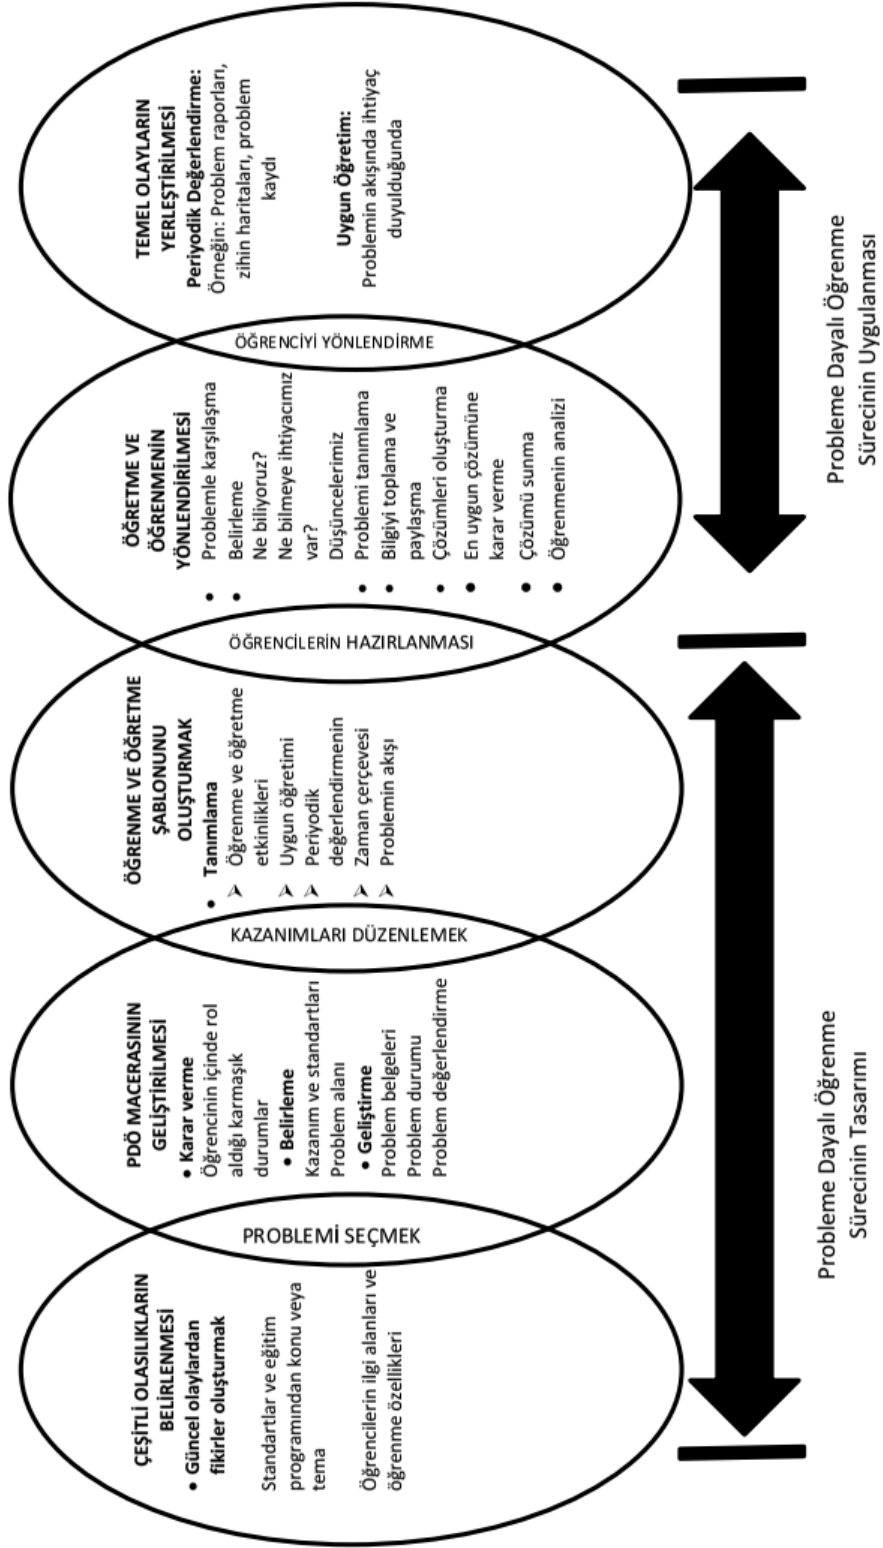 ÇEŞİTLİ OLASILIKLARIN
BELİRLENMESİ
• Güncel olaylardan
fikirler oluşturmak
Standartlar ve eğitim
programından konu veya
tema
Öğrencilerin ilgi alanları ve
öğrenme özellikleri
PROBLEMİ SEÇMEK
PDÖ MACERASININ
GELİŞTİRİLMESİ
• Karar verme
Öğrencinin içinde rol
aldığı karmaşık
durumlar
• Belirleme
Kazanım ve standartları
Problem alanı
• Geliştirme
Problem belgeleri
Problem durumu
Problem değerlendirme
KAZANIMLARI DÜZENLEMEK
ÖĞRENME VE ÖĞRETME
ŞABLONUNU
OLUŞTURMAK
• Tanımlama
➢ Öğrenme ve öğretme
etkinlikleri
➢ Uygun öğretimi
➢ Periyodik
değerlendirmenin
➢ Zaman çerçevesi
➢ Problemin akışı
ÖĞRENCİLERİN HAZIRLANMASI
ÖĞRETME VE
ÖĞRENMENİN
YÖNLENDİRİLMESİ
• Problemle karşılaşma
• Belirleme
Ne biliyoruz?
Ne bilmeye ihtiyacımız
var?
Düşüncelerimiz
• Problemi tanımlama
• Bilgiyi toplama ve
paylaşma
• Çözümleri oluşturma
• En uygun çözümüne
karar verme
• Çözümü sunma
• Öğrenmenin analizi
ÖĞRENCİYİ YÖNLENDİRME
TEMEL OLAYLARIN
YERLEŞTİRİLMESİ
Periyodik Değerlendirme:
Örneğin: Problem raporları,
zihin haritaları, problem
kaydı
Uygun Öğretim:
Problemin akışında ihtiyaç
duyulduğunda
Probleme Dayalı Öğrenme
Sürecinin Tasarımı
Probleme Dayalı Öğrenme
Sürecinin Uygulanması